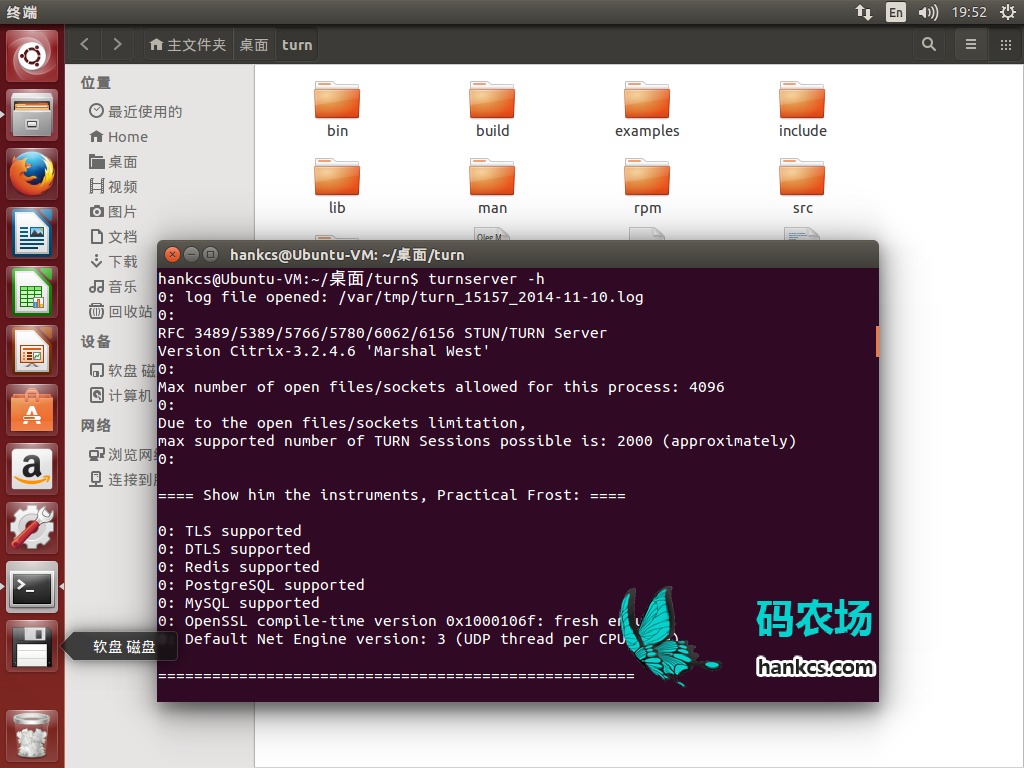 终端
En
19:52
主文件夹 桌面 turn
位置
最近使用的
Home
桌面
视频
图片
文档
下载
音乐
回收站
设备
软盘 磁
计算机
网络
浏览网
连接到
bin build examples include
lib man rpm src
hankcs@Ubuntu-VM: ~/桌面/turn
hankcs@Ubuntu-VM:~/桌面/turn$ turnserver -h
0: log file opened: /var/tmp/turn_15157_2014-11-10.log
0:
RFC 3489/5389/5766/5780/6062/6156 STUN/TURN Server
Version Citrix-3.2.4.6 'Marshal West'
0:
Max number of open files/sockets allowed for this process: 4096
0:
Due to the open files/sockets limitation,
max supported number of TURN Sessions possible is: 2000 (approximately)
0:
==== Show him the instruments, Practical Frost: ====
0: TLS supported
0: DTLS supported
0: Redis supported
0: PostgreSQL supported
0: MySQL supported
0: OpenSSL compile-time version 0x1000106f: fresh
Default Net Engine version: 3 (UDP thread per CPU
=====================================================
软盘 磁盘
码农场
hankcs.com